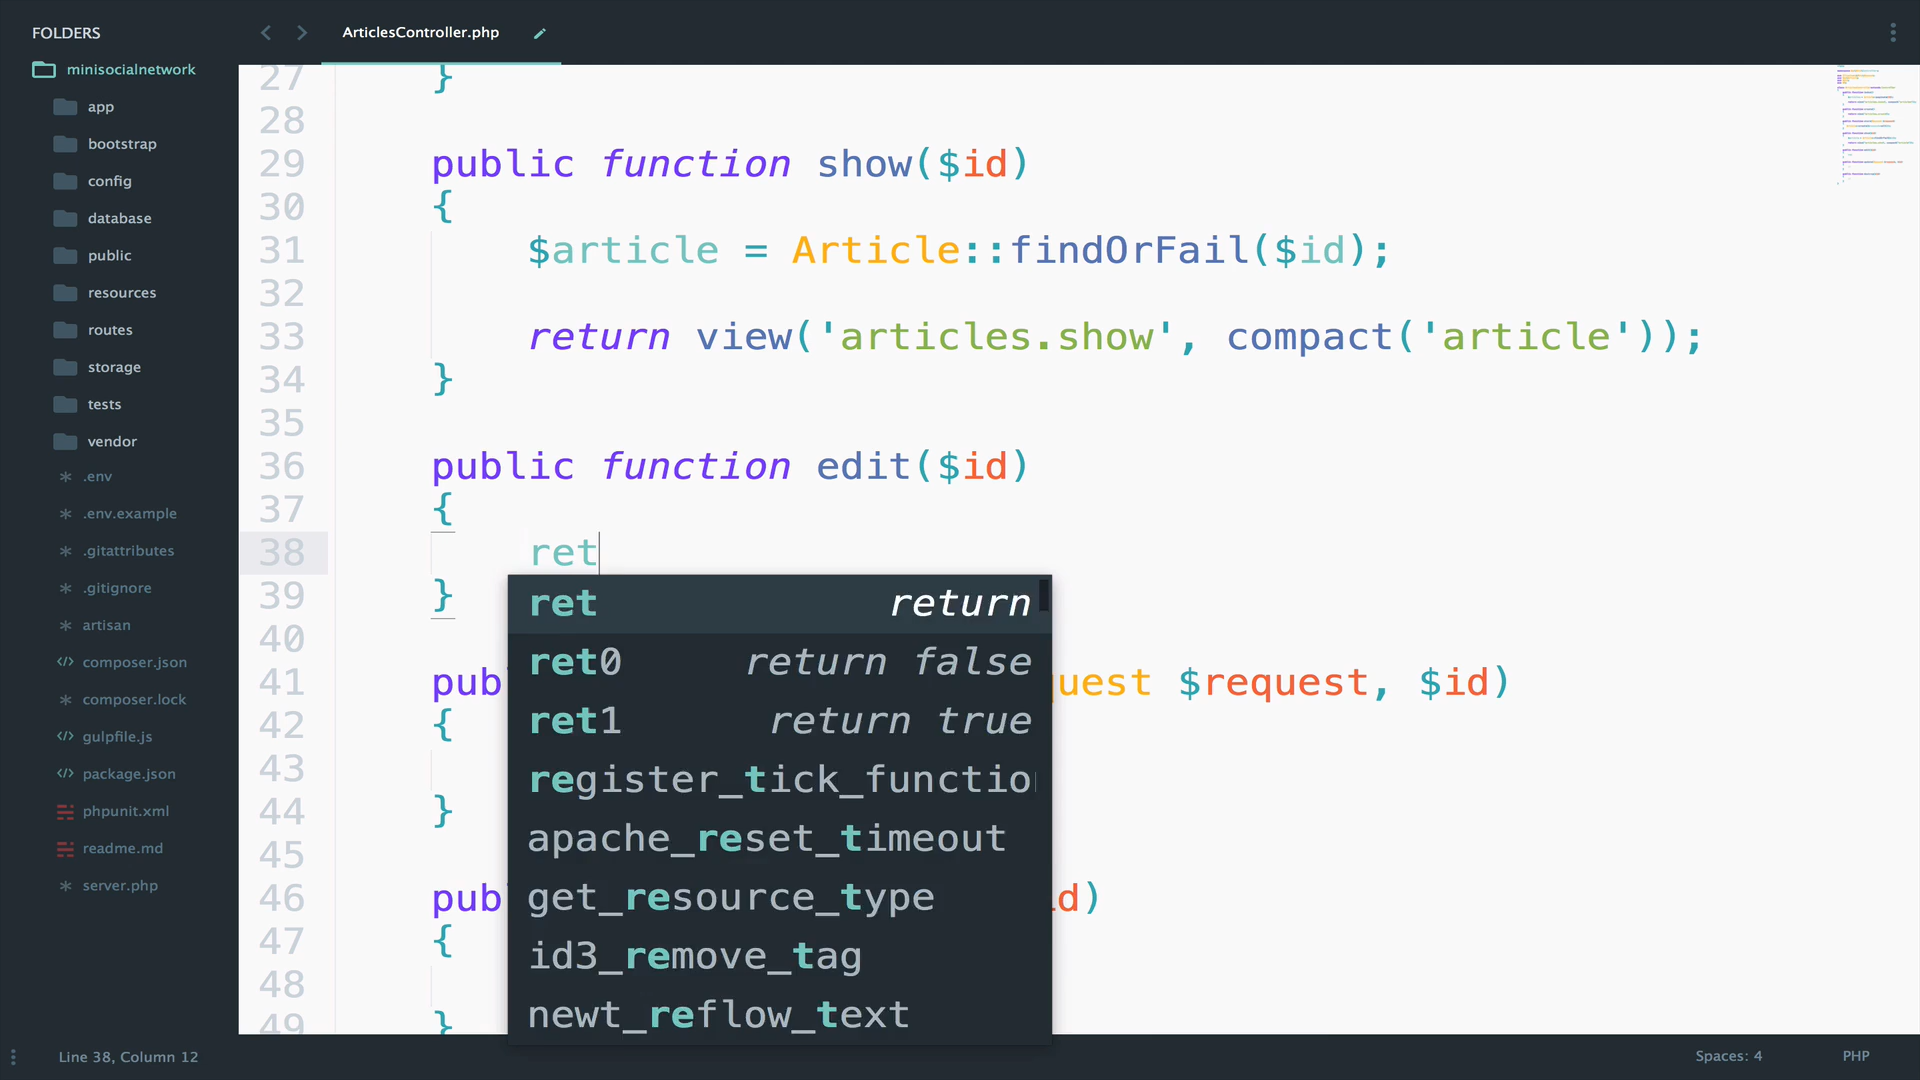 FOLDERS
minisocialnetwork
app
bootstrap
config
database
public
resources
routes
storage
tests
vendor
.env
.env.example
.gitattributes
.gitignore
artisan
composer.json
composer.lock
gulpfile.js
package.json
phpunit.xml
readme.md
server.php
ArticlesController.php
27 }
28
29 public function show($id)
30 {
31 $article = Article::findOrFail($id);
32
33 return view('articles.show', compact('article'));
34 }
35
36 public function edit($id)
37 {
38 ret
39 }
40
41 pub quest $request, $id)
42 {
43
44 }
45
46 pub id)
47 {
48
49 }
ret return
ret0 return false
ret1 return true
register_tick_function
apache_reset_timeout
get_resource_type
id3_remove_tag
newt_reflow_text
Line 38, Column 12
Spaces: 4
PHP